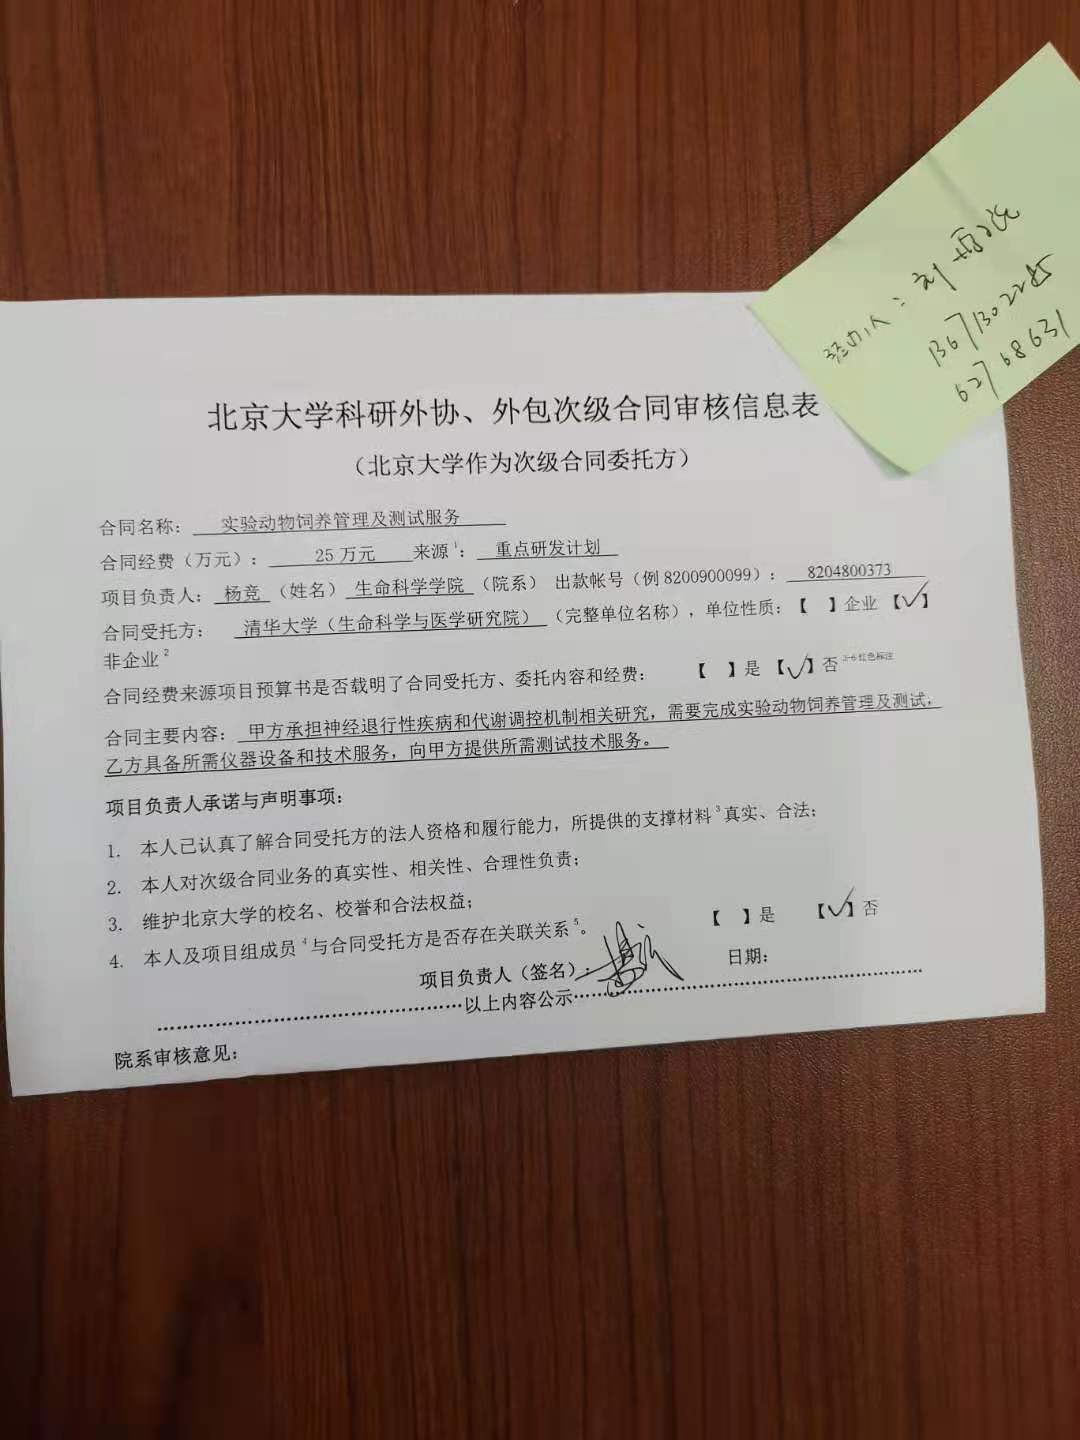 经办人：刘
13671302245
62768631
北京大学科研外协、外包次级合同审核信息表
（北京大学作为次级合同委托方）
合同名称： 实验动物饲养管理及测试服务
合同经费（万元）： 25 万元 来源1： 重点研发计划
项目负责人： 杨竞 （姓名） 生命科学学院 （院系） 出款帐号（例 8200900099）： 8204800373
合同受托方： 清华大学（生命科学与医学研究院） （完整单位名称），单位性质：【 】企业 【✓】
非企业2
合同经费来源项目预算书是否载明了合同受托方、委托内容和经费： 【 】是 【✓】否 2-6红色标注
合同主要内容： 甲方承担神经退行性疾病和代谢调控机制相关研究，需要完成实验动物饲养管理及测试，
乙方具备所需仪器设备和技术服务，向甲方提供所需测试技术服务。
项目负责人承诺与声明事项：
1. 本人已认真了解合同受托方的法人资格和履行能力，所提供的支撑材料3真实、合法；
2. 本人对次级合同业务的真实性、相关性、合理性负责；
3. 维护北京大学的校名、校誉和合法权益；
4. 本人及项目组成员4与合同受托方是否存在关联关系5。 【 】是 【✓】否
项目负责人（签名）： 日期：
……………………………………………以上内容公示……………………………………………
院系审核意见：